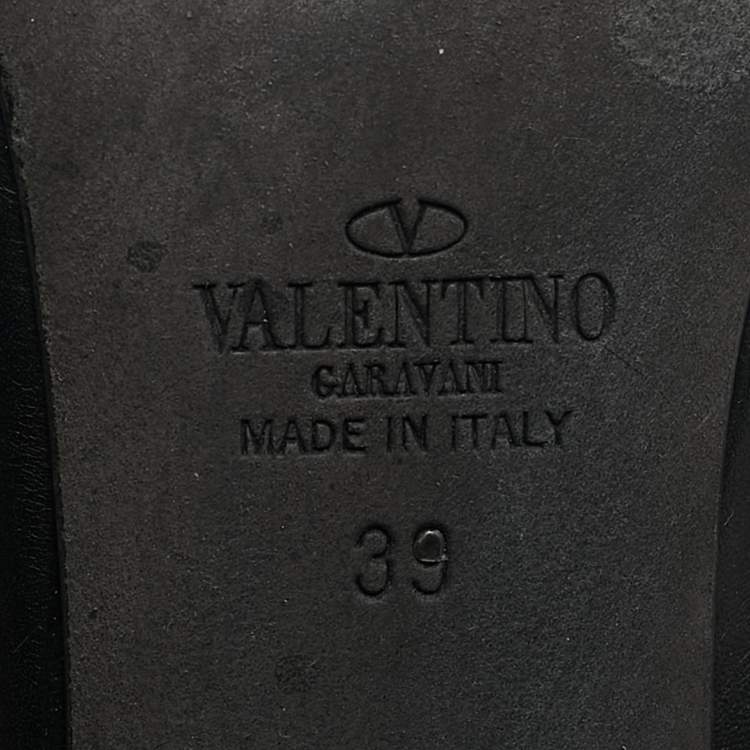 V
VALENTINO
GARAVANI
MADE IN ITALY
39